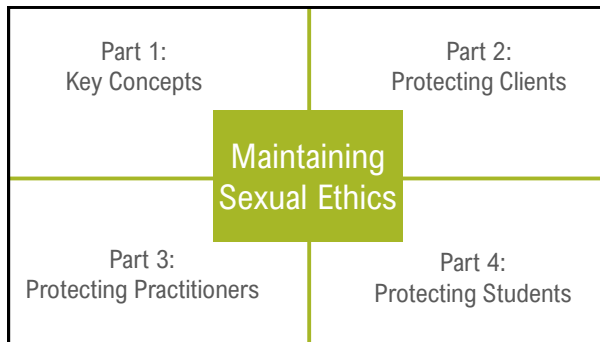 Part 1:
Key Concepts
Part 2:
Protecting Clients
Maintaining
Sexual Ethics
Part 3:
Protecting Practitioners
Part 4:
Protecting Students